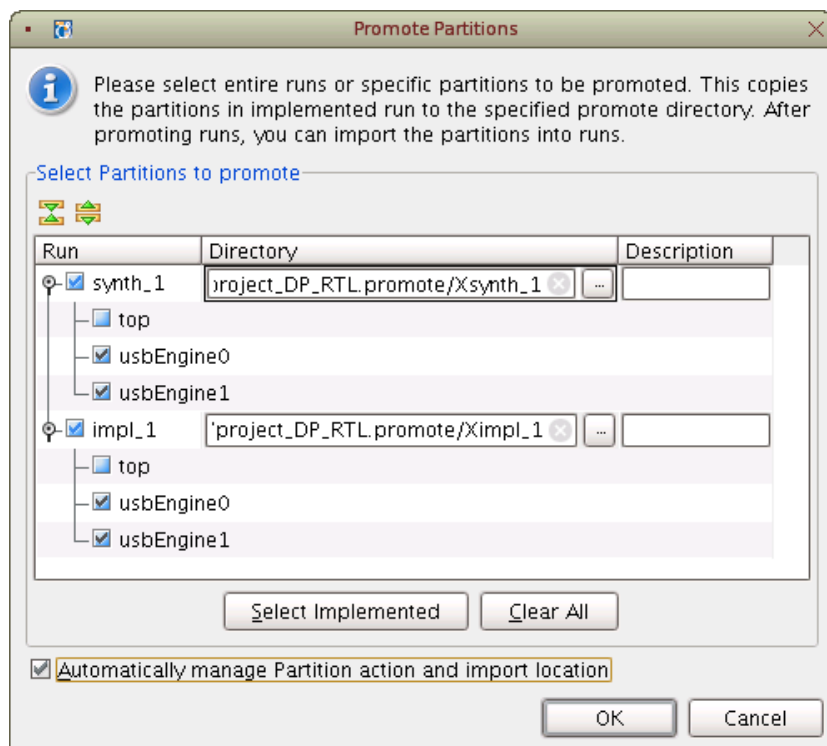 Promote Partitions
Please select entire runs or specific partitions to be promoted. This copies
the partitions in implemented run to the specified promote directory. After
promoting runs, you can import the partitions into runs.
Select Partitions to promote
Run Directory Description
synth_1 project_DP_RTL.promote/Xsynth_1 ...
top
usbEngine0
usbEngine1
impl_1 'project_DP_RTL.promote/Ximpl_1 ...
top
usbEngine0
usbEngine1
Select Implemented Clear All
Automatically manage Partition action and import location
OK Cancel